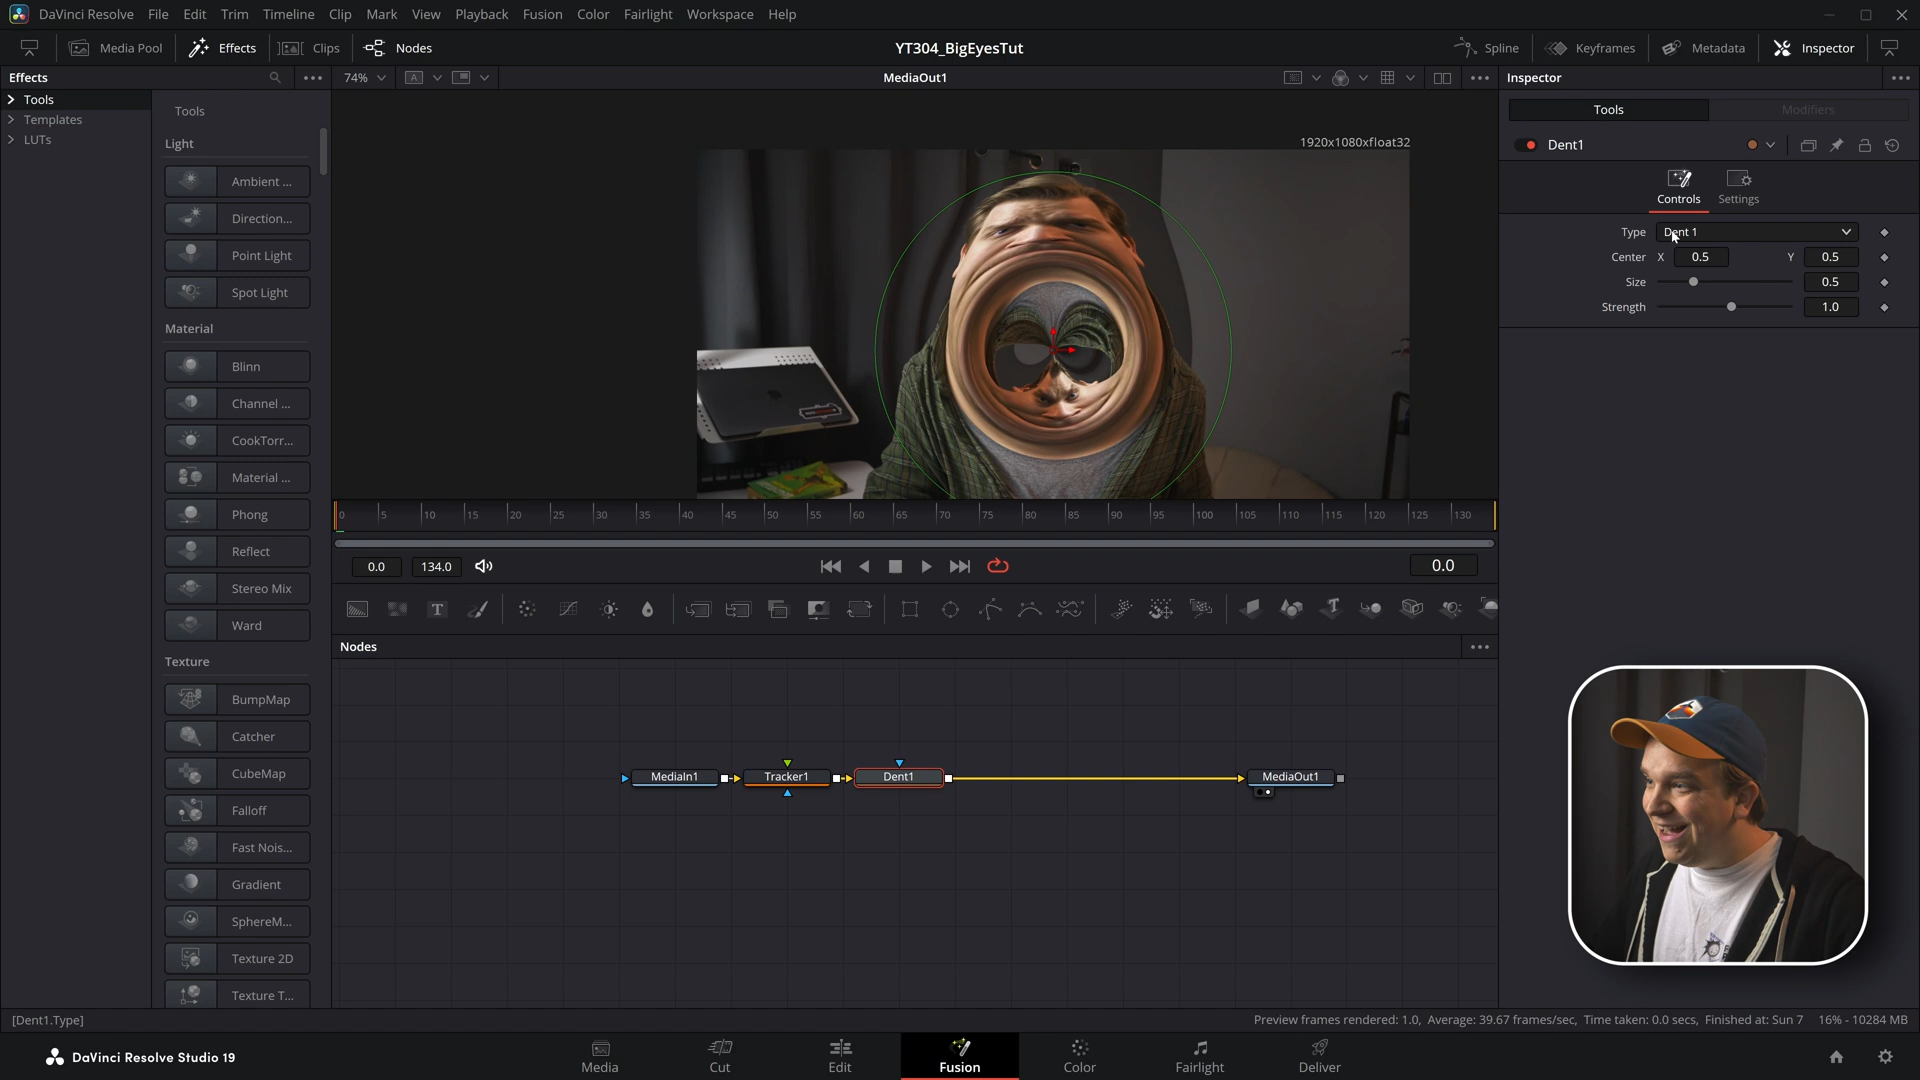 DaVinci Resolve File Edit Trim Timeline Clip Mark View Playback Fusion Color Fairlight Workspace Help
Media Pool Effects Clips Nodes YT304_BigEyesTut Spline Keyframes Metadata Inspector
Effects 74% A MediaOut1 Inspector
Tools
Templates
LUTs
Tools
Light
Ambient ...
Direction...
Point Light
Spot Light
Material
Blinn
Channel ...
CookTorr...
Material ...
Phong
Reflect
Stereo Mix
Ward
Texture
BumpMap
Catcher
CubeMap
Falloff
Fast Nois...
Gradient
SphereM...
Texture 2D
Texture T...
1920x1080xfloat32
0 5 10 15 20 25 30 35 40 45 50 55 60 65 70 75 80 85 90 95 100 105 110 115 120 125 130
0.0 134.0 0.0
Nodes
MediaIn1 Tracker1 Dent1 MediaOut1
Tools Modifiers
Dent1
Controls Settings
Type Dent 1
Center X 0.5 Y 0.5
Size 0.5
Strength 1.0
[Dent1.Type] Preview frames rendered: 1.0, Average: 39.67 frames/sec, Time taken: 0.0 secs, Finished at: Sun 7 16% - 10284 MB
DaVinci Resolve Studio 19 Media Cut Edit Fusion Color Fairlight Deliver